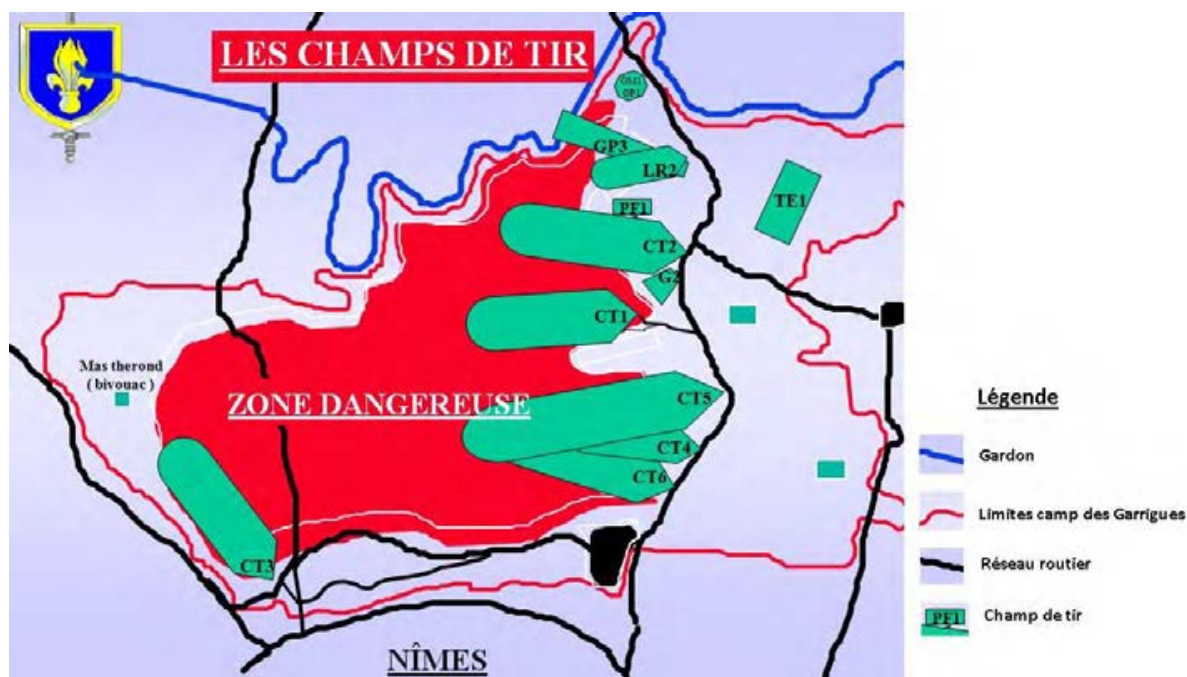 LES CHAMPS DE TIR
GP3
LR2
TE1
PF1
CT2
G2
CT1
Mas therond
( bivouac )
ZONE DANGEREUSE
CT5
CT4
CT6
CT3
NÎMES
Légende
Gardon
Limites camp des Garrigues
Réseau routier
PF1
Champ de tir